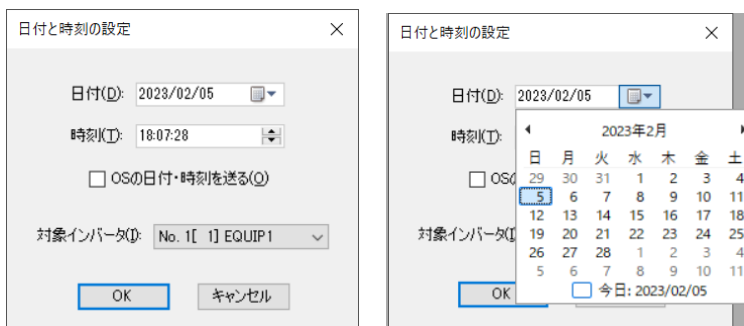 日付と時刻の設定
日付(D): 2023/02/05
時刻(T): 18:07:28
OSの日付・時刻を送る(O)
対象インバータ(I): No. 1[ 1] EQUIP1
OK キャンセル
日付と時刻の設定
日付(D): 2023/02/05
時刻(T):
2023年2月
日 月 火 水 木 金 土
29 30 31 1 2 3 4
OS
5 6 7 8 9 10 11
12 13 14 15 16 17 18
対象インバータ(I
19 20 21 22 23 24 25
26 27 28 1 2 3 4
5 6 7 8 9 10 11
今日: 2023/02/05
OK